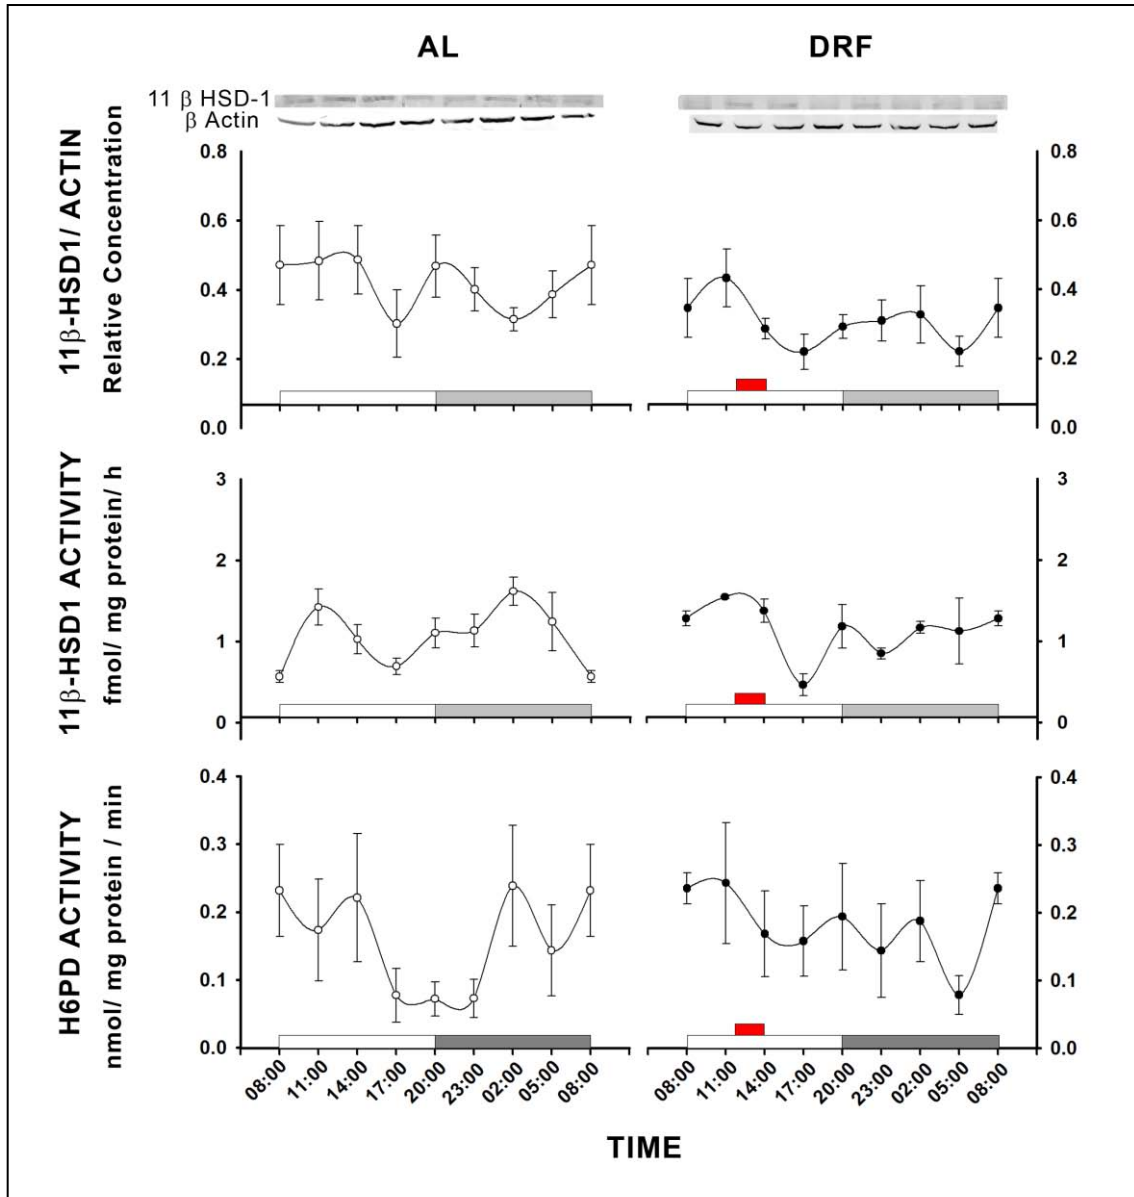 AL
DRF
11 β HSD-1
β Actin
11β-HSD1/ ACTIN
Relative Concentration
0.8
0.6
0.4
0.2
0.0
0.8
0.6
0.4
0.2
0.0
11β-HSD1 ACTIVITY
fmol/ mg protein/ h
3
2
1
0
3
2
1
0
H6PD ACTIVITY
nmol/ mg protein / min
0.4
0.3
0.2
0.1
0.0
0.4
0.3
0.2
0.1
0.0
08:00 11:00 14:00 17:00 20:00 23:00 02:00 05:00 08:00
08:00 11:00 14:00 17:00 20:00 23:00 02:00 05:00 08:00
TIME